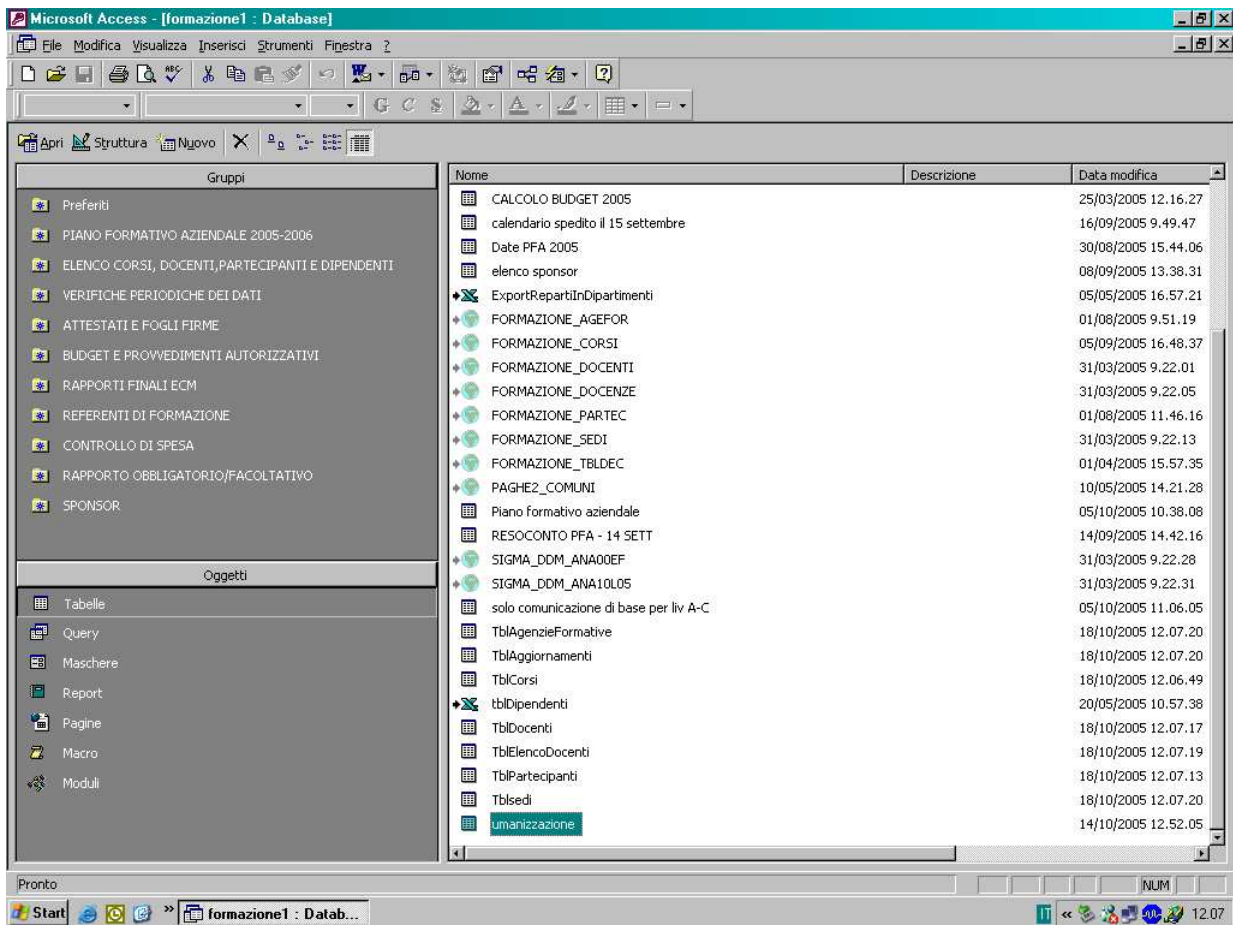 Microsoft Access - [formazione1 : Database]
File Modifica Visualizza Inserisci Strumenti Finestra ?
G C S
Apri Struttura Nuovo
Gruppi
Preferiti
PIANO FORMATIVO AZIENDALE 2005-2006
ELENCO CORSI, DOCENTI,PARTECIPANTI E DIPENDENTI
VERIFICHE PERIODICHE DEI DATI
ATTESTATI E FOGLI FIRME
BUDGET E PROVVEDIMENTI AUTORIZZATIVI
RAPPORTI FINALI ECM
REFERENTI DI FORMAZIONE
CONTROLLO DI SPESA
RAPPORTO OBBLIGATORIO/FACOLTATIVO
SPONSOR
Oggetti
Tabelle
Query
Maschere
Report
Pagine
Macro
Moduli
Nome Descrizione Data modifica
CALCOLO BUDGET 2005 25/03/2005 12.16.27
calendario spedito il 15 settembre 16/09/2005 9.49.47
Date PFA 2005 30/08/2005 15.44.06
elenco sponsor 08/09/2005 13.38.31
ExportRepartiInDipartimenti 05/05/2005 16.57.21
FORMAZIONE_AGEFOR 01/08/2005 9.51.19
FORMAZIONE_CORSI 05/09/2005 16.48.37
FORMAZIONE_DOCENTI 31/03/2005 9.22.01
FORMAZIONE_DOCENZE 31/03/2005 9.22.05
FORMAZIONE_PARTEC 01/08/2005 11.46.16
FORMAZIONE_SEDI 31/03/2005 9.22.13
FORMAZIONE_TBLDEC 01/04/2005 15.57.35
PAGHE2_COMUNI 10/05/2005 14.21.28
Piano formativo aziendale 05/10/2005 10.38.08
RESOCONTO PFA - 14 SETT 14/09/2005 14.42.16
SIGMA_DDM_ANA00EF 31/03/2005 9.22.28
SIGMA_DDM_ANA10L05 31/03/2005 9.22.31
solo comunicazione di base per liv A-C 05/10/2005 11.06.05
TblAgenzieFormative 18/10/2005 12.07.20
TblAggiornamenti 18/10/2005 12.07.20
TblCorsi 18/10/2005 12.06.49
tblDipendenti 20/05/2005 10.57.38
TblDocenti 18/10/2005 12.07.17
TblElencoDocenti 18/10/2005 12.07.19
TblPartecipanti 18/10/2005 12.07.13
Tblsedi 18/10/2005 12.07.20
umanizzazione 14/10/2005 12.52.05
Pronto NUM
Start » formazione1 : Datab... IT « 12.07